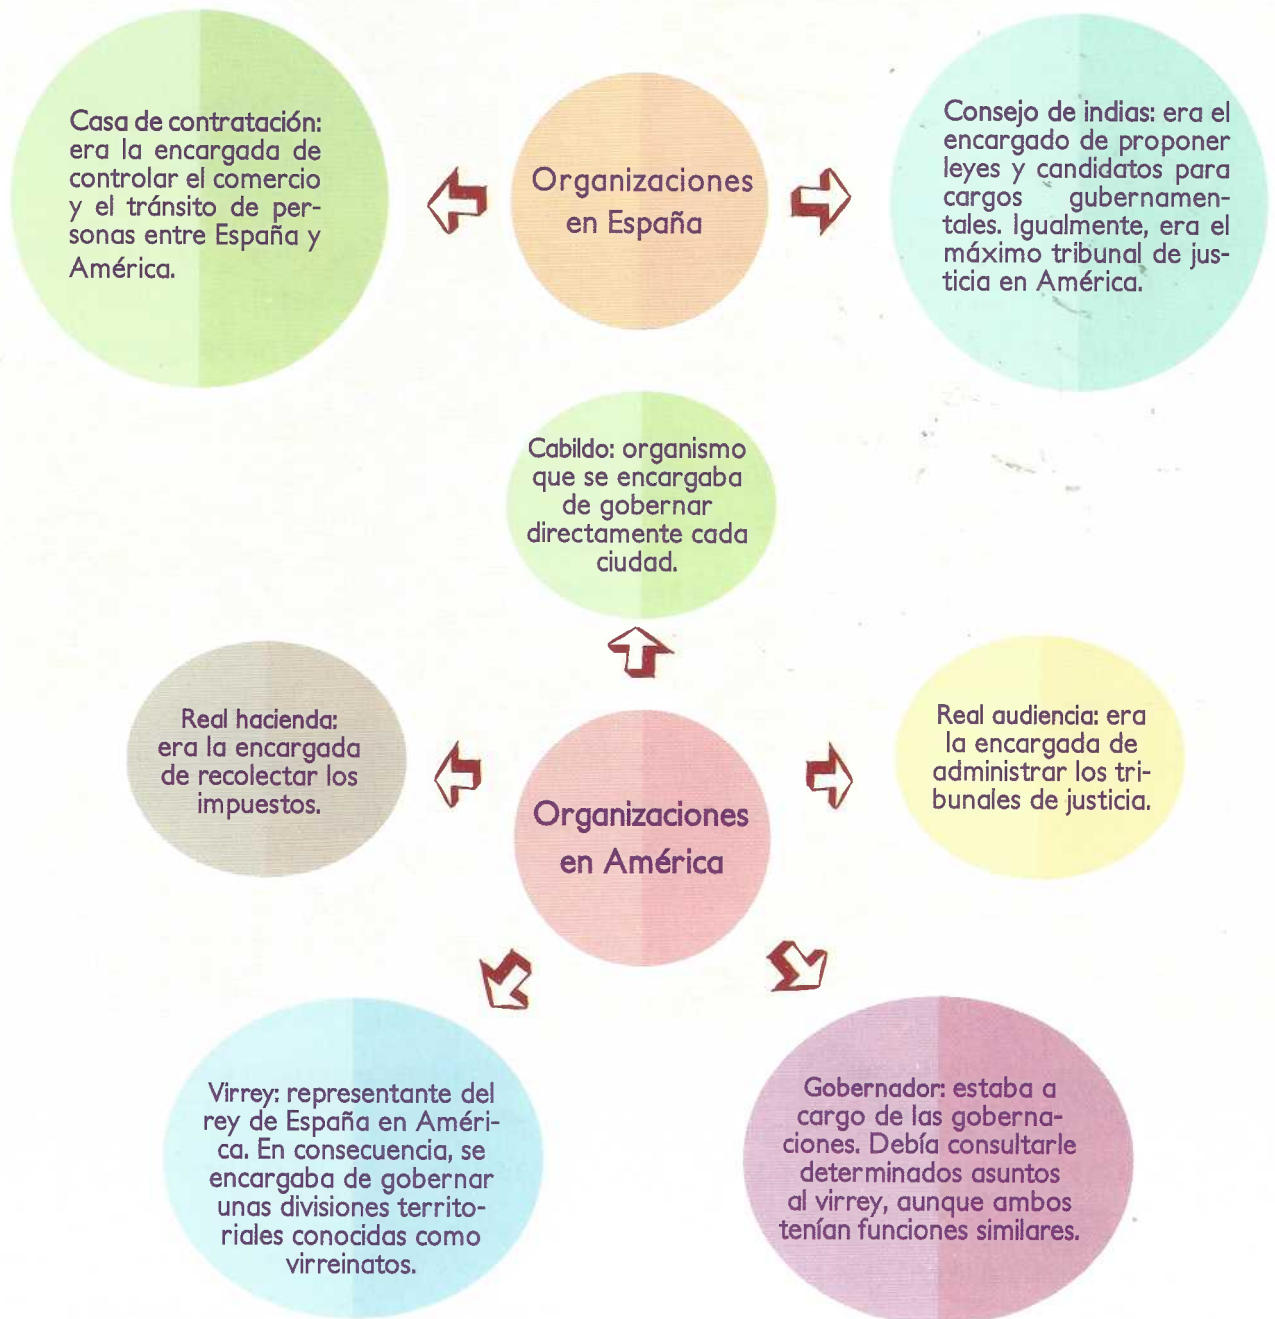 Casa de contratación:
era la encargada de
controlar el comercio
y el tránsito de per-
sonas entre España y
América.
Organizaciones
en España
Consejo de indias: era el
encargado de proponer
leyes y candidatos para
cargos gubernamen-
tales. Igualmente, era el
máximo tribunal de jus-
ticia en América.
Cabildo: organismo
que se encargaba
de gobernar
directamente cada
ciudad.
Real hacienda:
era la encargada
de recolectar los
impuestos.
Organizaciones
en América
Real audiencia: era
la encargada de
administrar los tri-
bunales de justicia.
Virrey: representante del
rey de España en Améri-
ca. En consecuencia, se
encargaba de gobernar
unas divisiones territo-
riales conocidas como
virreinatos.
Gobernador: estaba a
cargo de las goberna-
ciones. Debía consultarle
determinados asuntos
al virrey, aunque ambos
tenían funciones similares.